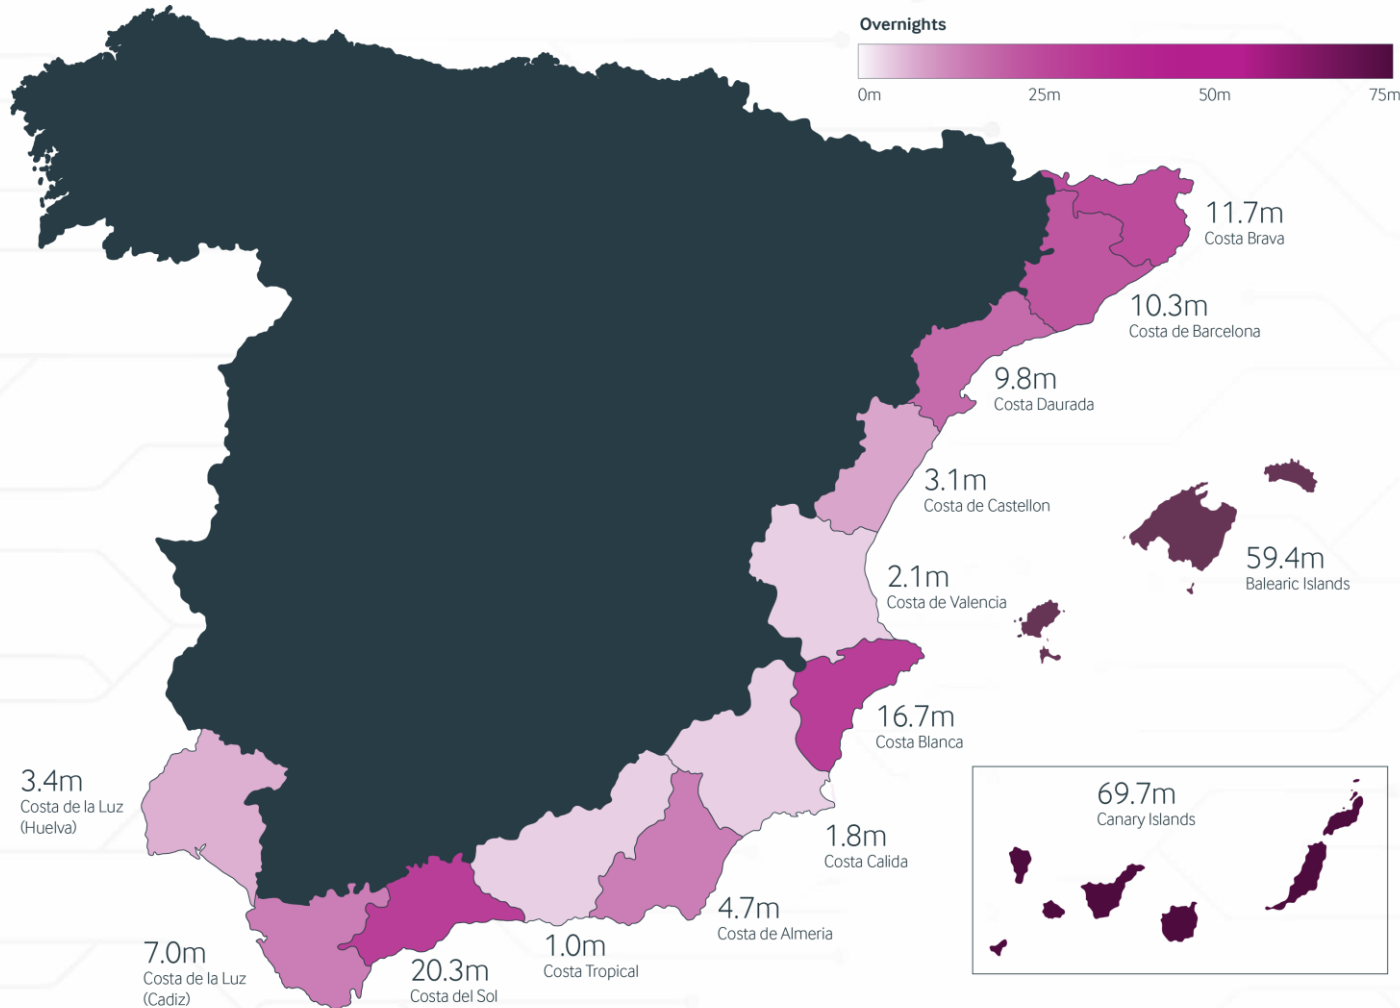 Overnights
0m
25m
50m
75m
11.7m
Costa Brava
10.3m
Costa de Barcelona
9.8m
Costa Daurada
3.1m
Costa de Castellon
59.4m
Balearic Islands
2.1m
Costa de Valencia
16.7m
Costa Blanca
3.4m
Costa de la Luz
(Huelva)
69.7m
Canary Islands
1.8m
Costa Calida
4.7m
Costa de Almeria
1.0m
Costa Tropical
7.0m
Costa de la Luz
(Cadiz)
20.3m
Costa del Sol